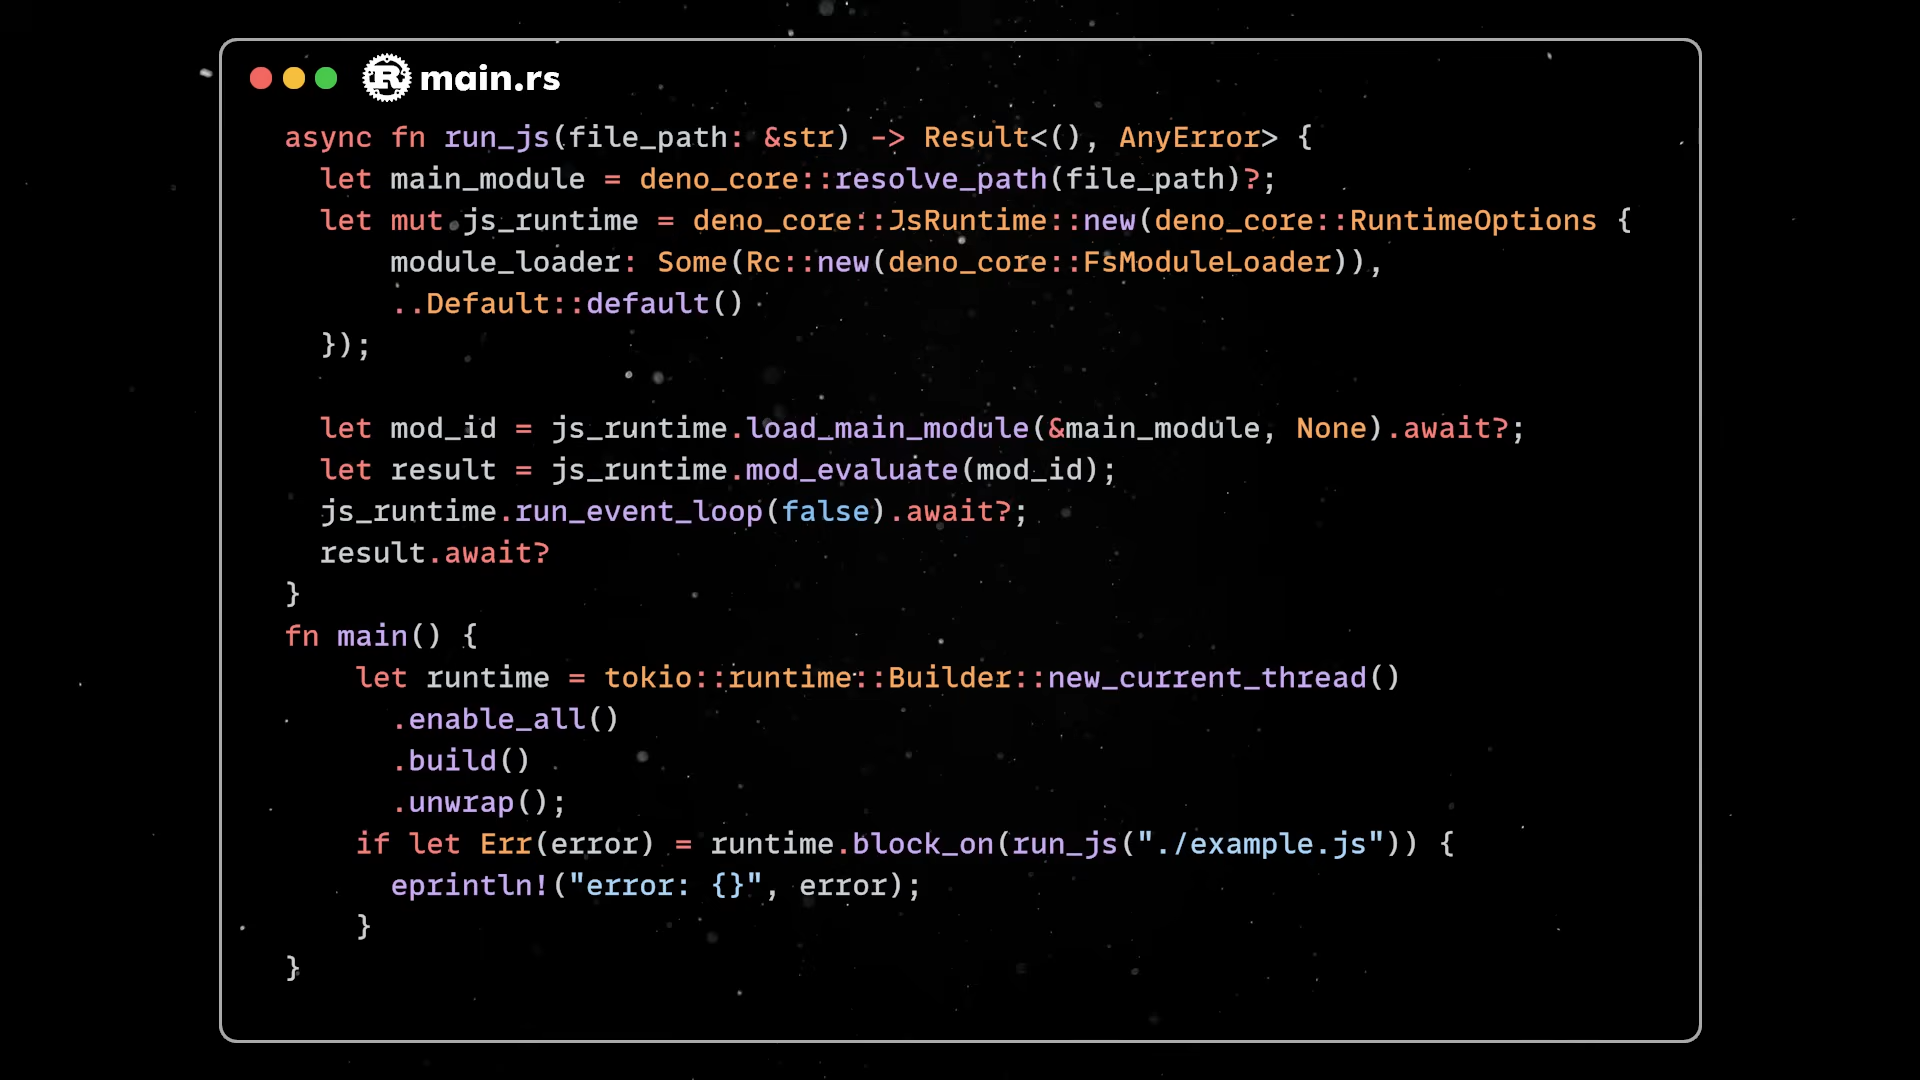 main.rs
async fn run_js(file_path: &str) -> Result<(), AnyError> {
  let main_module = deno_core::resolve_path(file_path)?;
  let mut js_runtime = deno_core::JsRuntime::new(deno_core::RuntimeOptions {
      module_loader: Some(Rc::new(deno_core::FsModuleLoader)),
      ..Default::default()
  });
  let mod_id = js_runtime.load_main_module(&main_module, None).await?;
  let result = js_runtime.mod_evaluate(mod_id);
  js_runtime.run_event_loop(false).await?;
  result.await?
}
fn main() {
    let runtime = tokio::runtime::Builder::new_current_thread()
      .enable_all()
      .build()
      .unwrap();
    if let Err(error) = runtime.block_on(run_js("./example.js")) {
      eprintln!("error: {}", error);
    }
}